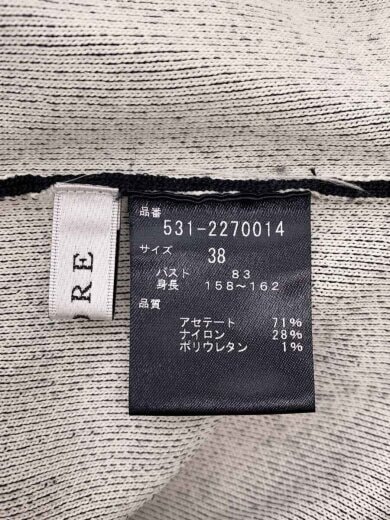 ORE
品番
531-2270014
サイズ 38
バスト 83
身長 158～162
品質
アセテート 71%
ナイロン 28%
ポリウレタン 1%